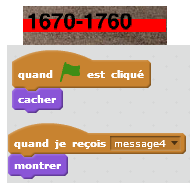 1670-1760
quand est cliqué
cacher
quand je reçois message4
montrer